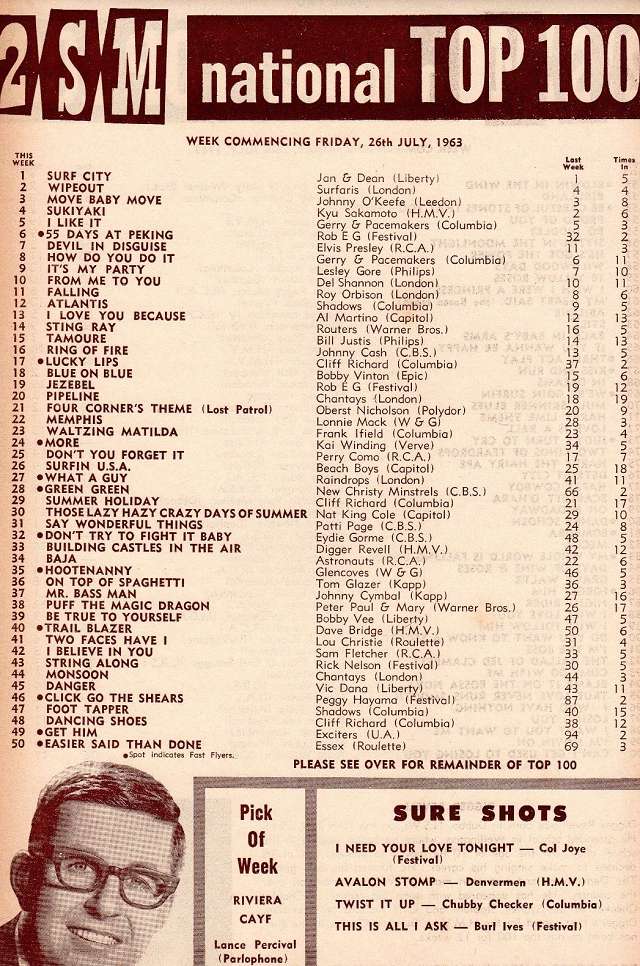 2SM national TOP 100
WEEK COMMENCING FRIDAY, 26th JULY, 1963
THIS WEEK Last Week Times In
1 SURF CITY Jan & Dean (Liberty) 1 5
2 WIPEOUT Surfaris (London) 4 4
3 MOVE BABY MOVE Johnny O'Keefe (Leedon) 3 8
4 SUKIYAKI Kyu Sakamoto (H.M.V.) 2 6
5 I LIKE IT Gerry & Pacemakers (Columbia) 5 3
6 •55 DAYS AT PEKING Rob E G (Festival) 32 2
7 DEVIL IN DISGUISE Elvis Presley (R.C.A.) 11 3
8 HOW DO YOU DO IT Gerry & Pacemakers (Columbia) 6 11
9 IT'S MY PARTY Lesley Gore (Philips) 7 10
10 FROM ME TO YOU Del Shannon (London) 10 11
11 FALLING Roy Orbison (London) 8 6
12 ATLANTIS Shadows (Columbia) 9 5
13 I LOVE YOU BECAUSE Al Martino (Capitol) 12 13
14 STING RAY Routers (Warner Bros.) 16 5
15 TAMOURE Bill Justis (Philips) 14 13
16 RING OF FIRE Johnny Cash (C.B.S.) 13 5
17 •LUCKY LIPS Cliff Richard (Columbia) 37 2
18 BLUE ON BLUE Bobby Vinton (Epic) 15 6
19 JEZEBEL Rob E G (Festival) 19 12
20 PIPELINE Chantays (London) 18 19
21 FOUR CORNER'S THEME (Lost Patrol) Oberst Nicholson (Polydor) 20 9
22 MEMPHIS Lonnie Mack (W & G) 28 3
23 WALTZING MATILDA Frank Ifield (Columbia) 23 4
24 •MORE Kai Winding (Verve) 34 5
25 DON'T YOU FORGET IT Perry Como (R.C.A.) 17 7
26 SURFIN U.S.A. Beach Boys (Capitol) 25 18
27 •WHAT A GUY Raindrops (London) 41 11
28 •GREEN GREEN New Christy Minstrels (C.B.S.) 66 2
29 SUMMER HOLIDAY Cliff Richard (Columbia) 21 17
30 THOSE LAZY HAZY CRAZY DAYS OF SUMMER Nat King Cole (Capitol) 29 10
31 SAY WONDERFUL THINGS Patti Page (C.B.S.) 24 8
32 •DON'T TRY TO FIGHT IT BABY Eydie Gorme (C.B.S.) 48 5
33 BUILDING CASTLES IN THE AIR Digger Revell (H.M.V.) 42 12
34 BAJA Astronauts (R.C.A.) 22 6
35 •HOOTENANNY Glencoves (W & G) 46 5
36 ON TOP OF SPAGHETTI Tom Glazer (Kapp) 36 3
37 MR. BASS MAN Johnny Cymbal (Kapp) 27 16
38 PUFF THE MAGIC DRAGON Peter Paul & Mary (Warner Bros.) 26 17
39 BE TRUE TO YOURSELF Bobby Vee (Liberty) 47 5
40 •TRAIL BLAZER Dave Bridge (H.M.V.) 50 6
41 TWO FACES HAVE I Lou Christie (Roulette) 31 4
42 I BELIEVE IN YOU Sam Fletcher (R.C.A.) 33 5
43 STRING ALONG Rick Nelson (Festival) 30 5
44 MONSOON Chantays (London) 44 3
45 DANGER Vic Dana (Liberty) 43 11
46 •CLICK GO THE SHEARS Peggy Hayama (Festival) 87 2
47 FOOT TAPPER Shadows (Columbia) 40 15
48 DANCING SHOES Cliff Richard (Columbia) 38 12
49 •GET HIM Exciters (U.A.) 94 2
50 •EASIER SAID THAN DONE Essex (Roulette) 69 3
•Spot indicates Fast Flyers.
PLEASE SEE OVER FOR REMAINDER OF TOP 100
Pick
Of
Week
RIVIERA
CAYF
Lance Percival
(Parlophone)
SURE SHOTS
I NEED YOUR LOVE TONIGHT — Col Joye
(Festival)
AVALON STOMP — Denvermen (H.M.V.)
TWIST IT UP — Chubby Checker (Columbia)
THIS IS ALL I ASK — Burl Ives (Festival)